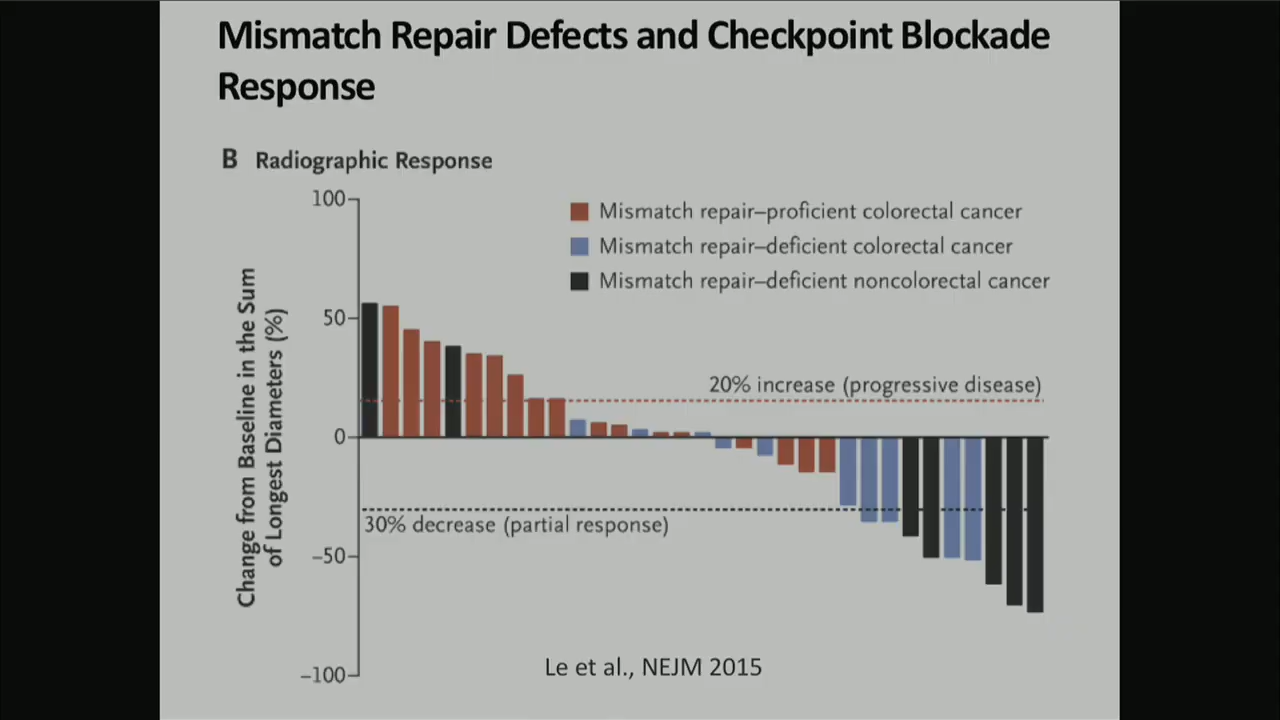 Mismatch Repair Defects and Checkpoint Blockade
Response
B Radiographic Response
100
50
0
−50
−100
Change from Baseline in the Sum
of Longest Diameters (%)
Mismatch repair–proficient colorectal cancer
Mismatch repair–deficient colorectal cancer
Mismatch repair–deficient noncolorectal cancer
20% increase (progressive disease)
30% decrease (partial response)
Le et al., NEJM 2015